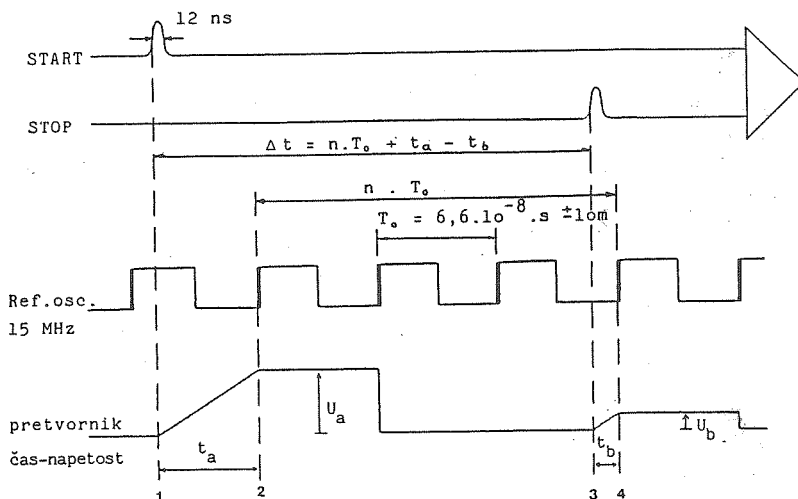 12 ns
START
STOP
Δt = n.T₀ + tₐ - t_b
n . T₀
T₀ = 6,6.10⁻⁸.s ±10m
Ref.osc.
15 MHz
Uₐ
U_b
pretvornik
čas-napetost
tₐ
t_b
1 2 3 4